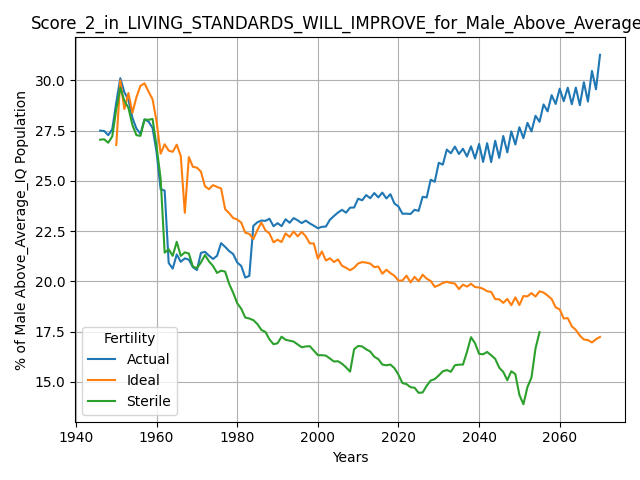 Score_2_in_LIVING_STANDARDS_WILL_IMPROVE_for_Male_Above_Average
% of Male Above_Average_IQ Population
30.0
27.5
25.0
22.5
20.0
17.5
15.0
Fertility
Actual
Ideal
Sterile
1940 1960 1980 2000 2020 2040 2060
Years